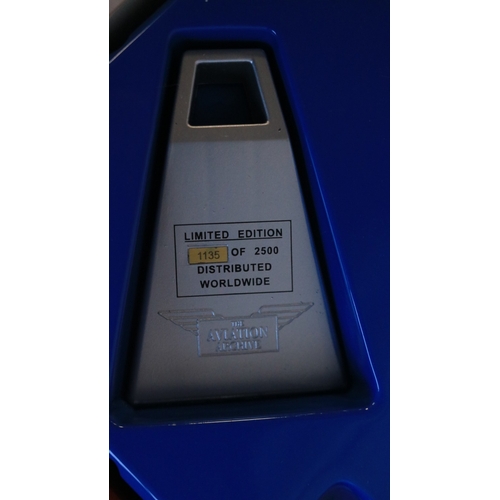 LIMITED EDITION
1135 OF 2500
DISTRIBUTED
WORLDWIDE
THE
AVIATION
ARCHIVE